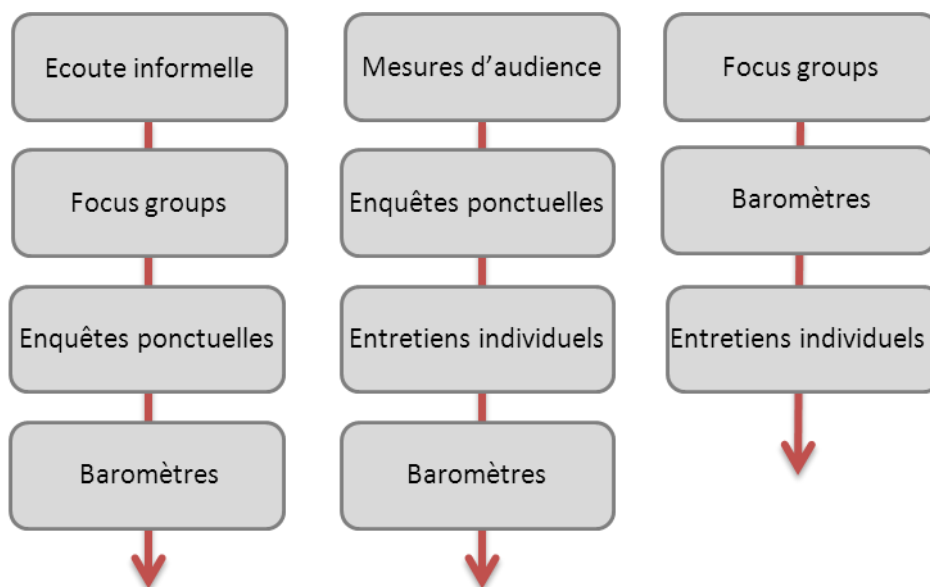 Ecoute informelle
Focus groups
Enquêtes ponctuelles
Baromètres
Mesures d’audience
Enquêtes ponctuelles
Entretiens individuels
Baromètres
Focus groups
Baromètres
Entretiens individuels